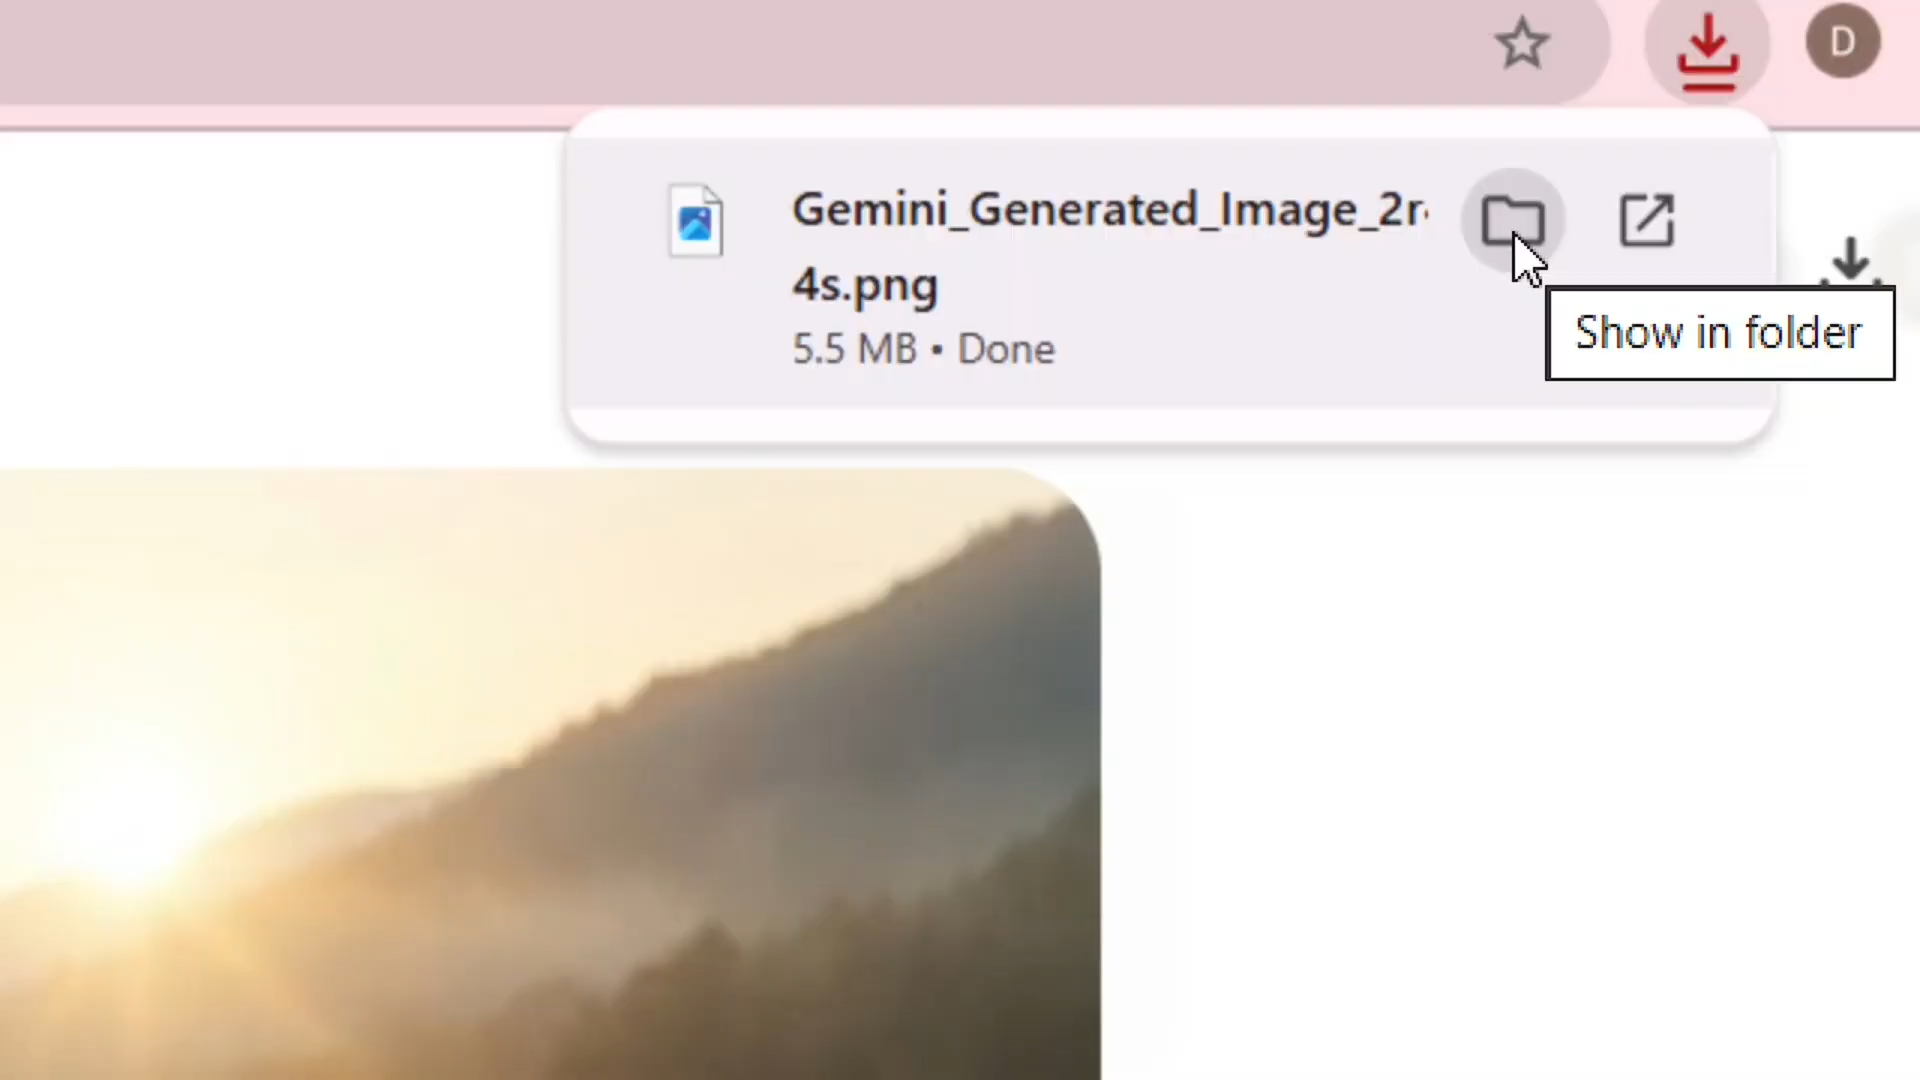 D
Gemini_Generated_Image_2r
4s.png
5.5 MB • Done
Show in folder